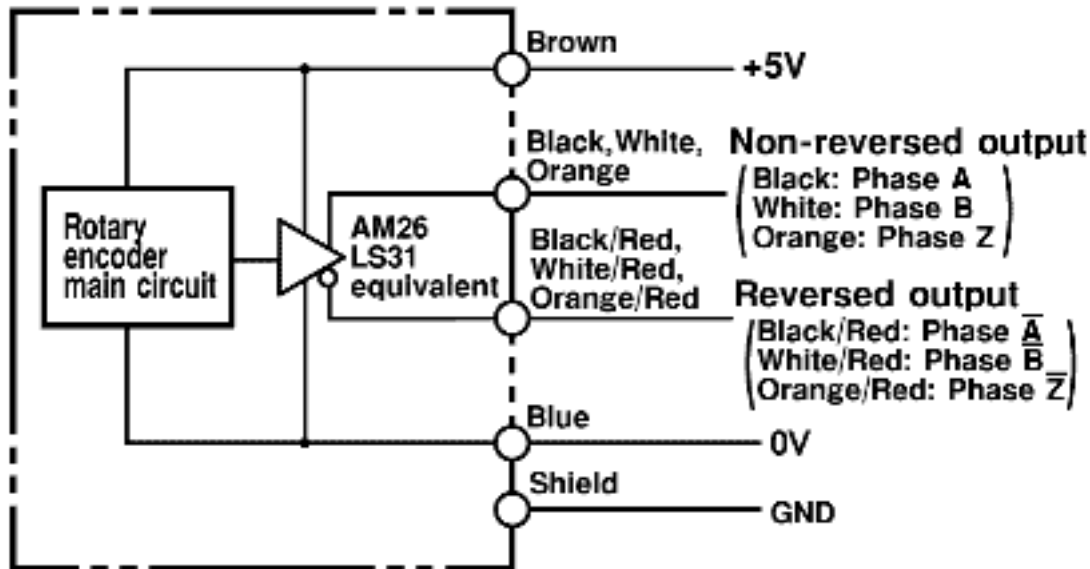 Brown
+5V
Black,White,
Orange
Non-reversed output
Black: Phase A
White: Phase B
Orange: Phase Z
Rotary
encoder
main circuit
AM26
LS31
equivalent
Black/Red,
White/Red,
Orange/Red
Reversed output
Black/Red: Phase A̅
White/Red: Phase B̅
Orange/Red: Phase Z̅
Blue
0V
Shield
GND